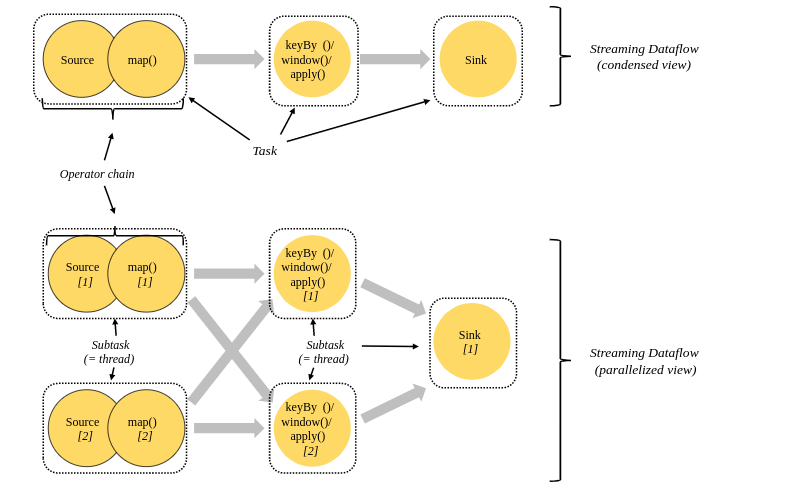 Source
map()
keyBy ()/
window()/
apply()
Sink
Streaming Dataflow
(condensed view)
Task
Operator chain
Source
[1]
map()
[1]
keyBy ()/
window()/
apply()
[1]
Subtask
(= thread)
Subtask
(= thread)
Sink
[1]
Streaming Dataflow
(parallelized view)
Source
[2]
map()
[2]
keyBy ()/
window()/
apply()
[2]